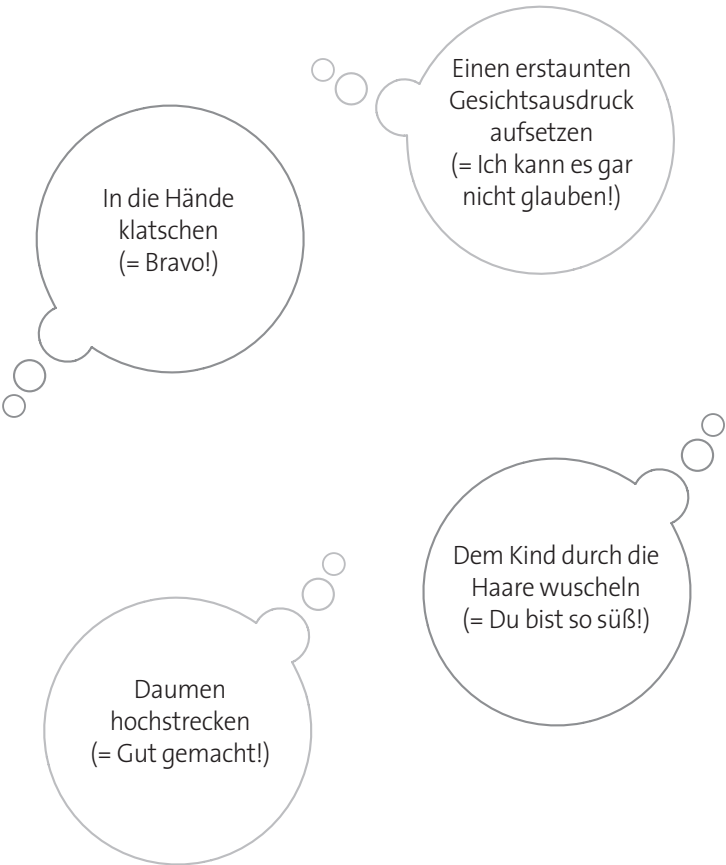 Einen erstaunten
Gesichtsausdruck
aufsetzen
(= Ich kann es gar
nicht glauben!)
In die Hände
klatschen
(= Bravo!)
Dem Kind durch die
Haare wuscheln
(= Du bist so süß!)
Daumen
hochstrecken
(= Gut gemacht!)